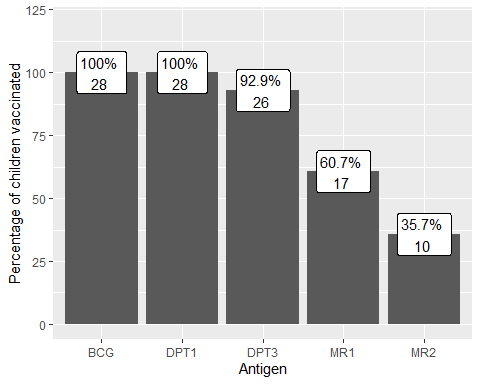 125
100
75
50
25
0
Percentage of children vaccinated
100%
28
100%
28
92.9%
26
60.7%
17
35.7%
10
BCG
DPT1
DPT3
MR1
MR2
Antigen